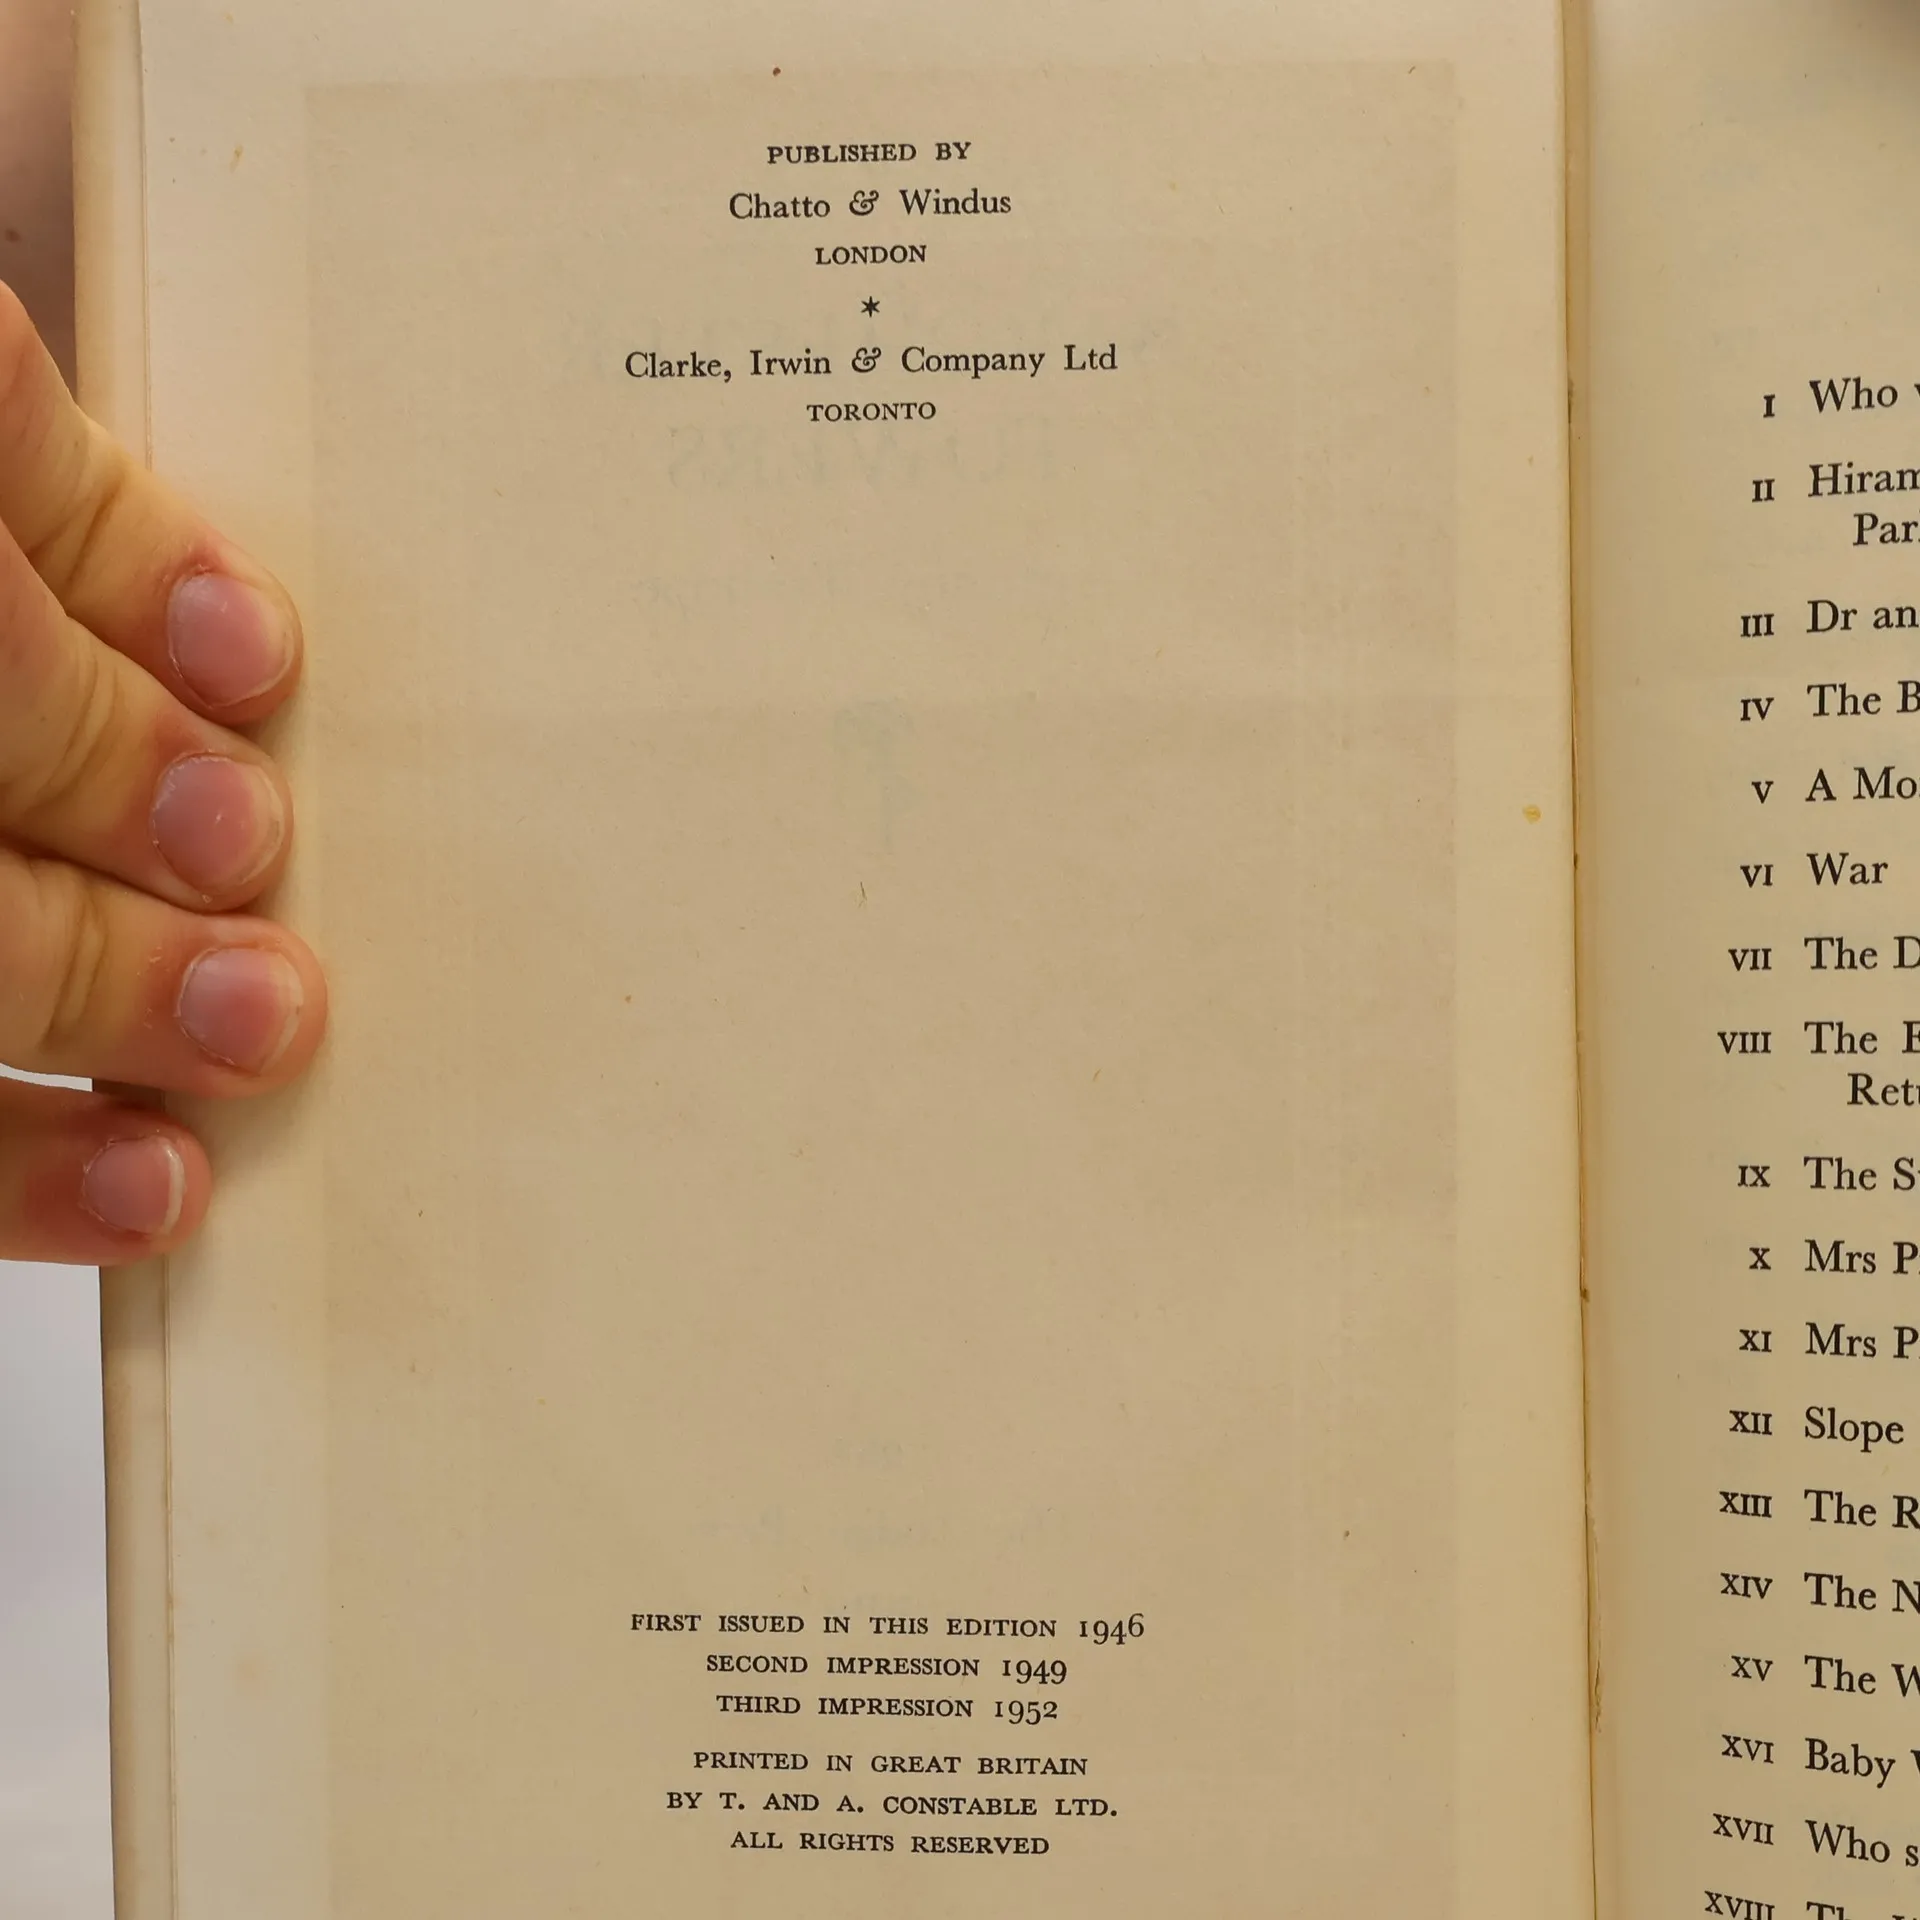 PUBLISHED BY
Chatto & Windus
LONDON
*
Clarke, Irwin & Company Ltd
TORONTO
FIRST ISSUED IN THIS EDITION 1946
SECOND IMPRESSION 1949
THIRD IMPRESSION 1952
PRINTED IN GREAT BRITAIN
BY T. AND A. CONSTABLE LTD.
ALL RIGHTS RESERVED
I Who
II Hiram
III Dr an
IV The B
V A Mo
VI War
VII The D
VIII The E
Ret
IX The S
X Mrs P
XI Mrs P
XII Slope
XIII The R
XIV The N
XV The W
XVI Baby
XVII Who s
XVIII